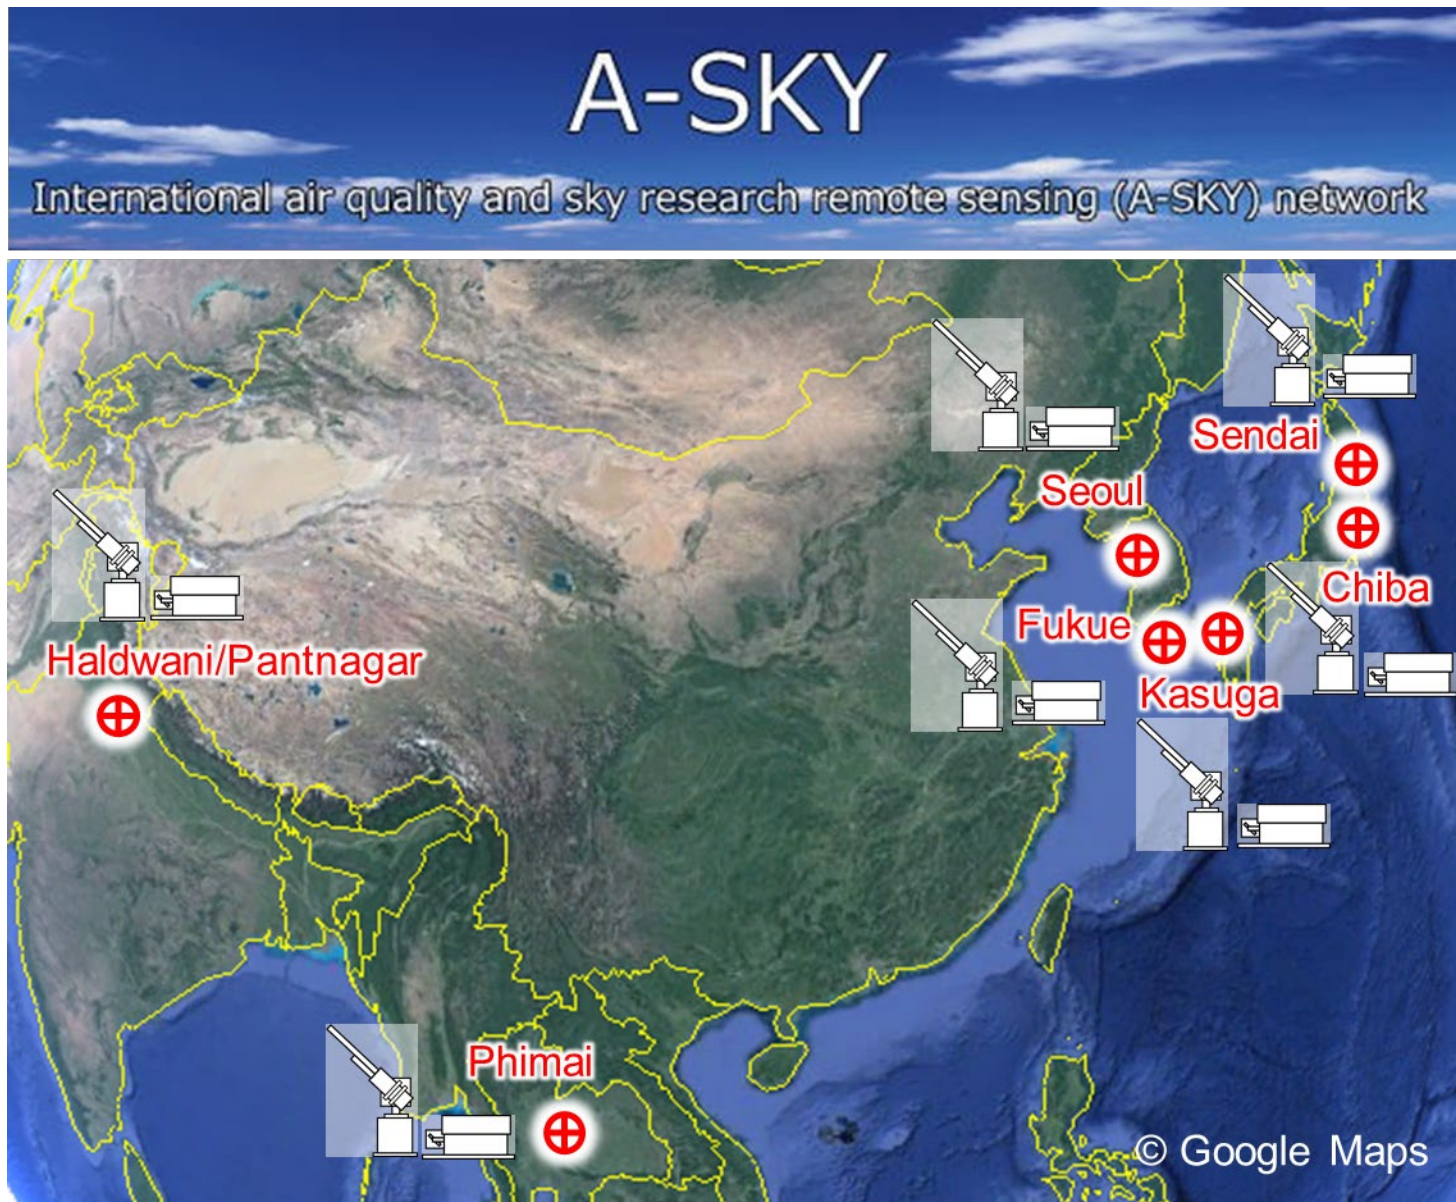 A-SKY
International air quality and sky research remote sensing (A-SKY) network
Sendai
Seoul
Chiba
Fukue
Haldwani/Pantnagar
Kasuga
Phimai
© Google Maps